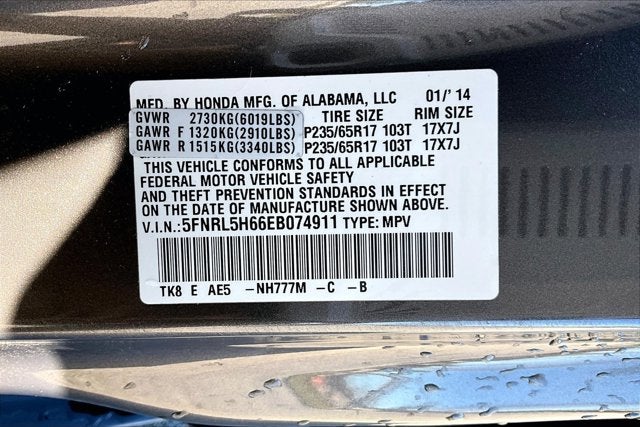 MFD. BY HONDA MFG. OF ALABAMA, LLC 01/'14
GVWR 2730KG(6019LBS) TIRE SIZE RIM SIZE
GAWR F 1320KG(2910LBS) P235/65R17 103T 17X7J
GAWR R 1515KG(3340LBS) P235/65R17 103T 17X7J
THIS VEHICLE CONFORMS TO ALL APPLICABLE
FEDERAL MOTOR VEHICLE SAFETY
AND THEFT PREVENTION STANDARDS IN EFFECT
ON THE DATE OF MANUFACTURE SHOWN ABOVE.
V.I.N.:5FNRL5H66EB074911 TYPE: MPV
TK8 E AE5 -NH777M -C -B